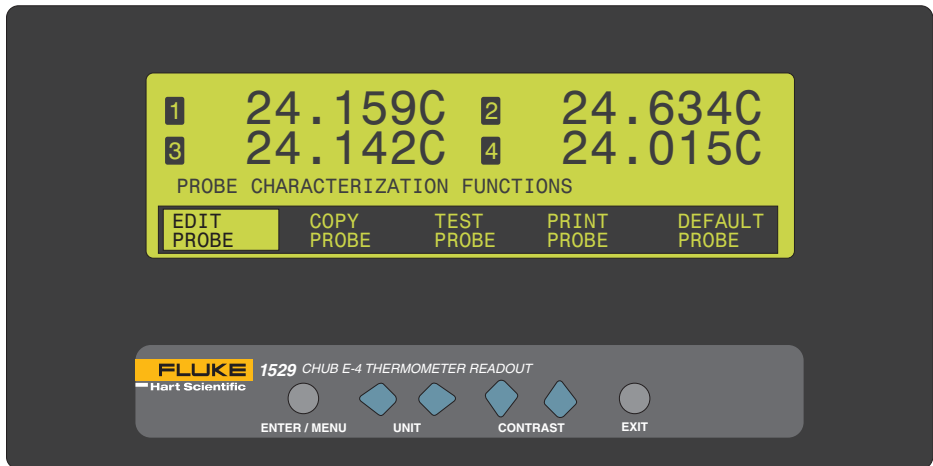 1 24.159C 2 24.634C
3 24.142C 4 24.015C
PROBE CHARACTERIZATION FUNCTIONS
EDIT PROBE COPY PROBE TEST PROBE PRINT PROBE DEFAULT PROBE
FLUKE 1529 CHUB E-4 THERMOMETER READOUT
Hart Scientific
ENTER / MENU UNIT CONTRAST EXIT